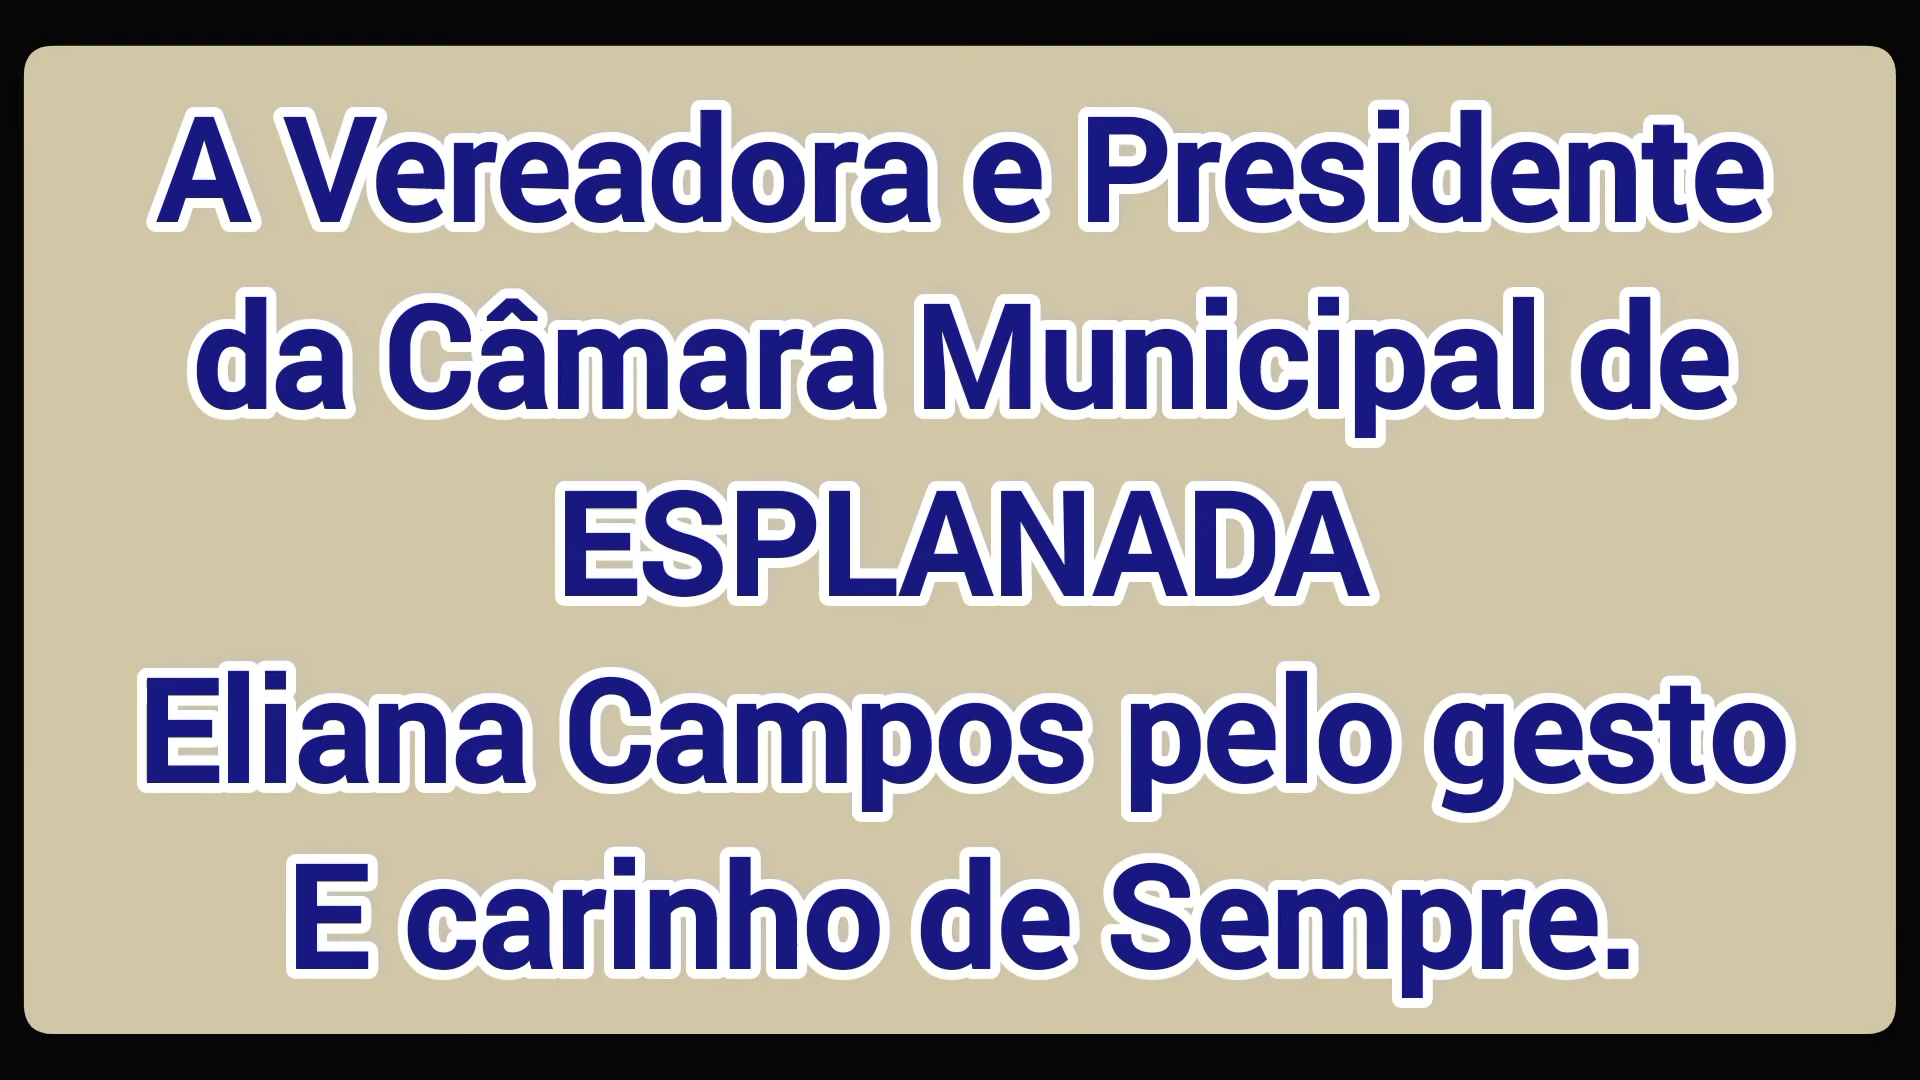 A Vereadora e Presidente
da Câmara Municipal de
ESPLANADA
Eliana Campos pelo gesto
E carinho de Sempre.